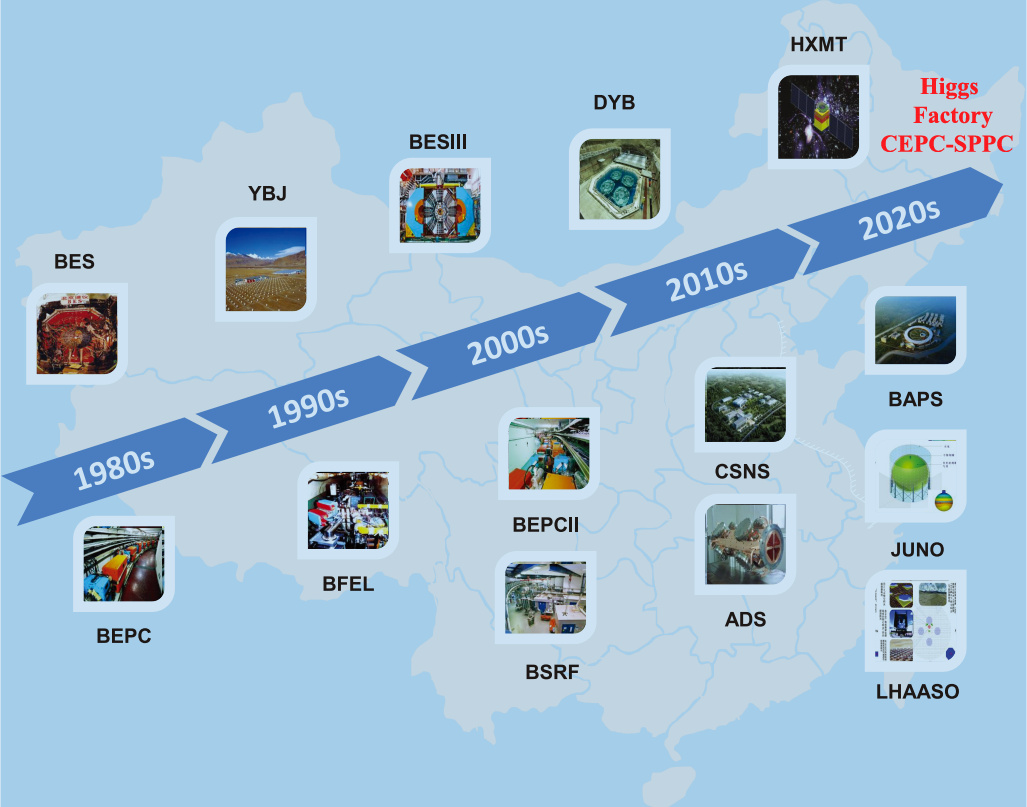 HXMT
Higgs
Factory
CEPC-SPPC
DYB
BESIII
YBJ
BES
2020s
2010s
2000s
1990s
1980s
BAPS
CSNS
BEPCII
JUNO
BFEL
ADS
BEPC
BSRF
LHAASO